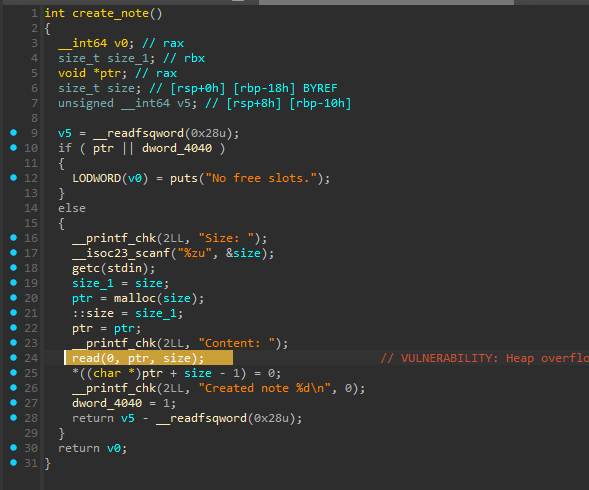 1 int create_note()
2 {
3 __int64 v0; // rax
4 size_t size_1; // rbx
5 void *ptr; // rax
6 size_t size; // [rsp+0h] [rbp-18h] BYREF
7 unsigned __int64 v5; // [rsp+8h] [rbp-10h]
8
9 v5 = __readfsqword(0x28u);
10 if ( ptr || dword_4040 )
11 {
12 LODWORD(v0) = puts("No free slots.");
13 }
14 else
15 {
16 __printf_chk(2LL, "Size: ");
17 __isoc23_scanf("%zu", &size);
18 getc(stdin);
19 size_1 = size;
20 ptr = malloc(size);
21 ::size = size_1;
22 ptr = ptr;
23 __printf_chk(2LL, "Content: ");
24 read(0, ptr, size); // VULNERABILITY: Heap overflo
25 *((char *)ptr + size - 1) = 0;
26 __printf_chk(2LL, "Created note %d\n", 0);
27 dword_4040 = 1;
28 return v5 - __readfsqword(0x28u);
29 }
30 return v0;
31 }